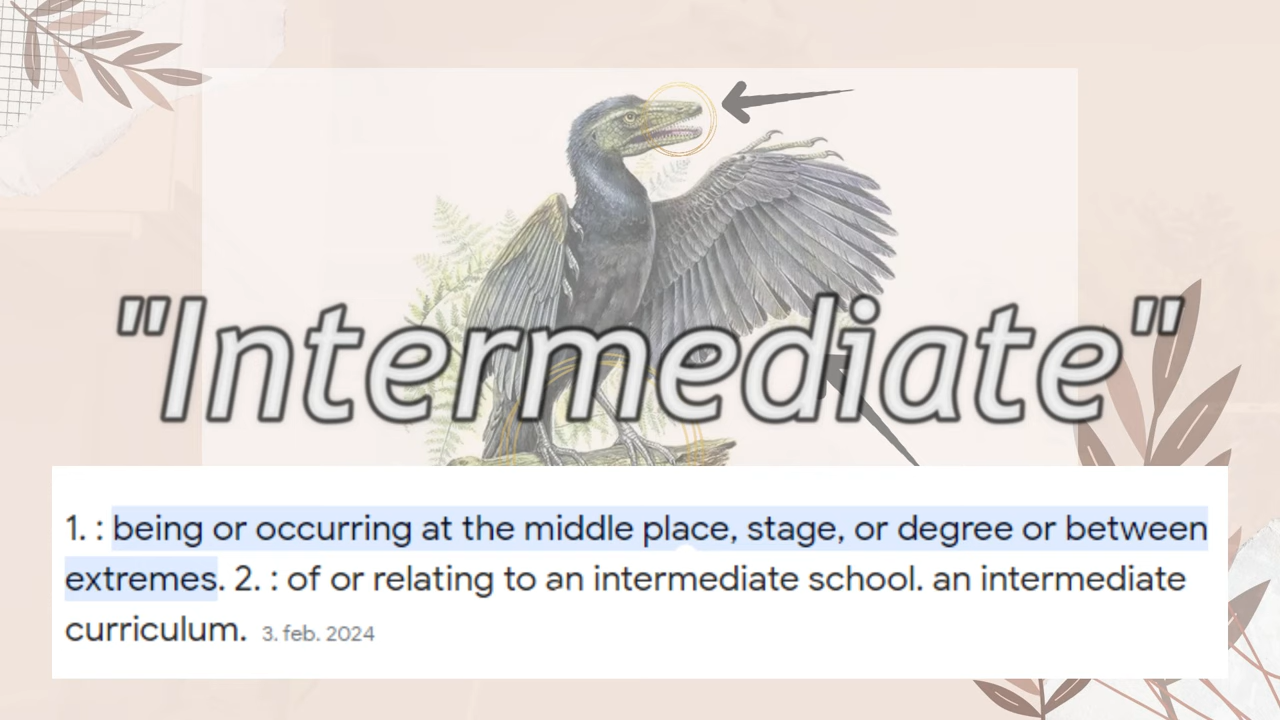 "Intermediate"
1. : being or occurring at the middle place, stage, or degree or between
extremes. 2. : of or relating to an intermediate school. an intermediate
curriculum. 3. feb. 2024